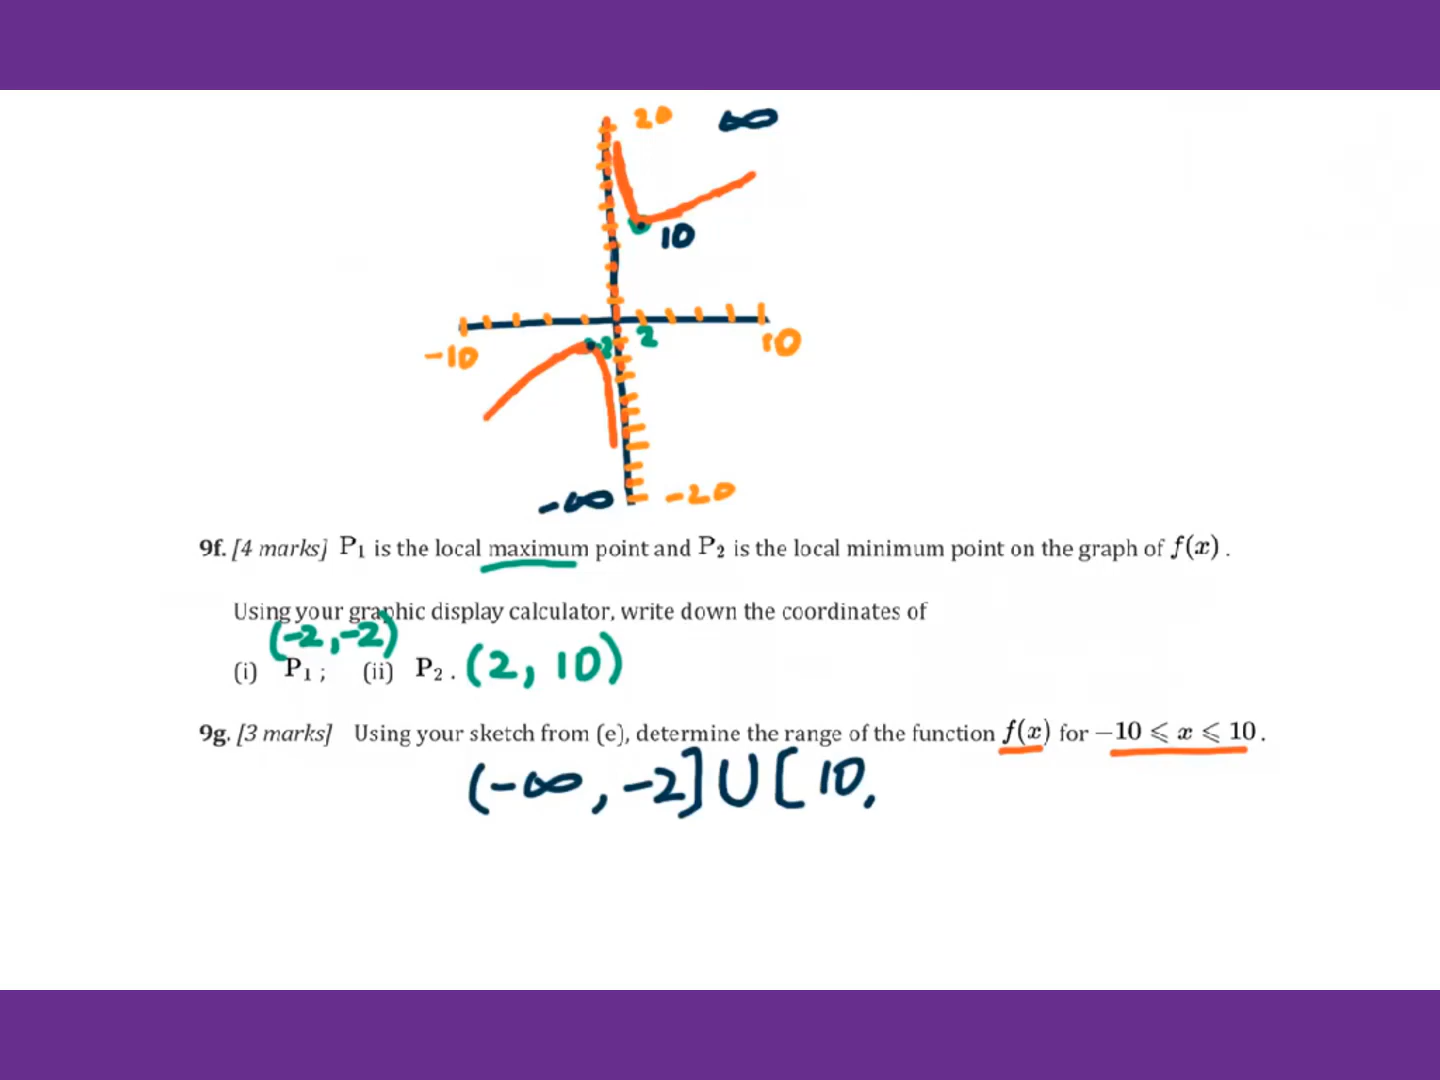 20 ∞
10
-2 2
-10 10
-∞ -20
9f. [4 marks] P₁ is the local maximum point and P₂ is the local minimum point on the graph of f(x) .
Using your graphic display calculator, write down the coordinates of
(-2,-2)
(i) P₁ ; (ii) P₂ . (2, 10)
9g. [3 marks] Using your sketch from (e), determine the range of the function f(x) for −10 ⩽ x ⩽ 10 .
(-∞, -2] U [10,